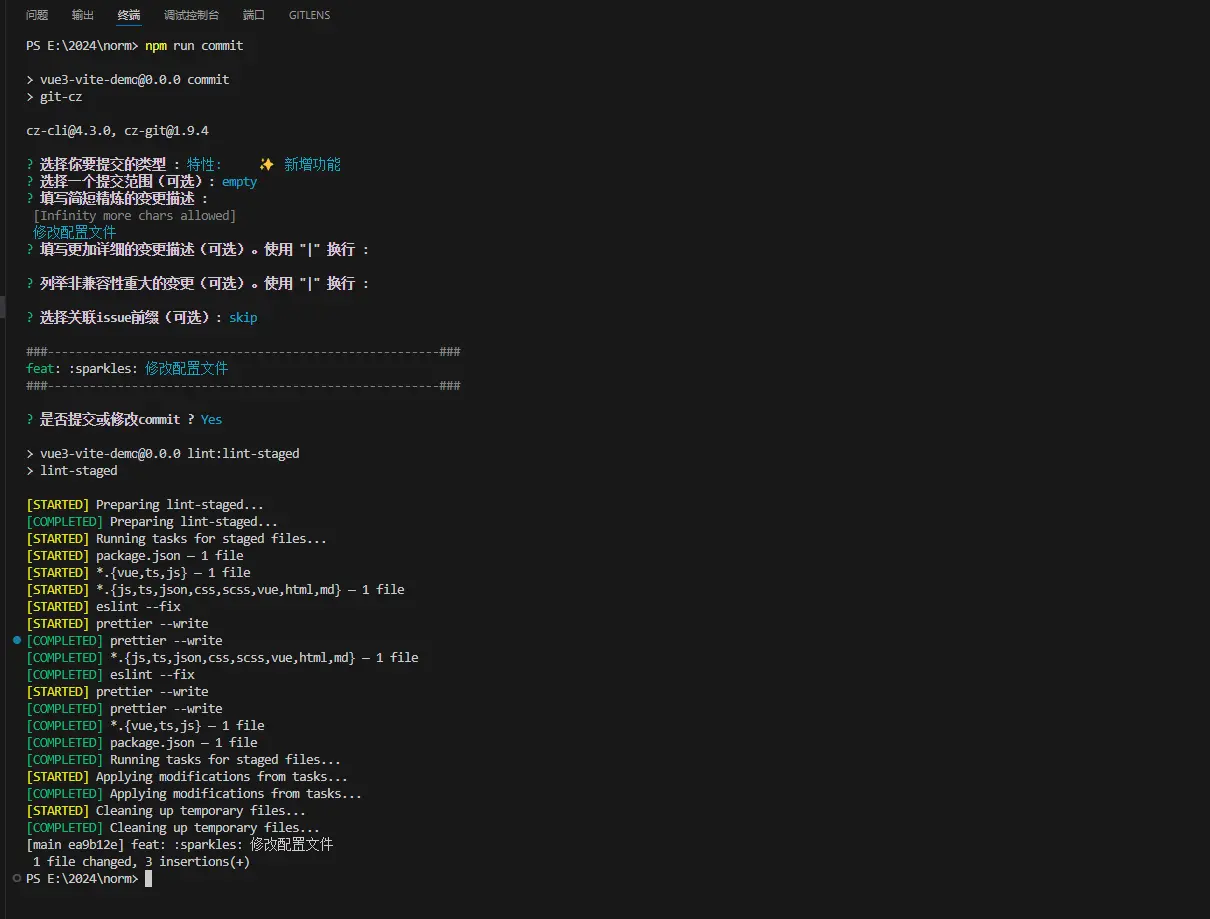 问题 输出 终端 调试控制台 端口 GITLENS
PS E:\2024\norm> npm run commit
> vue3-vite-demo@0.0.0 commit
> git-cz
cz-cli@4.3.0, cz-git@1.9.4
? 选择你要提交的类型 : 特性: ✨ 新增功能
? 选择一个提交范围（可选）: empty
? 填写简短精炼的变更描述 :
[Infinity more chars allowed]
修改配置文件
? 填写更加详细的变更描述（可选）。使用 "|" 换行 :
? 列举非兼容性重大的变更（可选）。使用 "|" 换行 :
? 选择关联issue前缀（可选）: skip
###--------------------------------------------------------###
feat: :sparkles: 修改配置文件
###--------------------------------------------------------###
? 是否提交或修改commit ? Yes
> vue3-vite-demo@0.0.0 lint:lint-staged
> lint-staged
[STARTED] Preparing lint-staged...
[COMPLETED] Preparing lint-staged...
[STARTED] Running tasks for staged files...
[STARTED] package.json — 1 file
[STARTED] *.{vue,ts,js} — 1 file
[STARTED] *.{js,ts,json,css,scss,vue,html,md} — 1 file
[STARTED] eslint --fix
[STARTED] prettier --write
[COMPLETED] prettier --write
[COMPLETED] *.{js,ts,json,css,scss,vue,html,md} — 1 file
[COMPLETED] eslint --fix
[STARTED] prettier --write
[COMPLETED] prettier --write
[COMPLETED] *.{vue,ts,js} — 1 file
[COMPLETED] package.json — 1 file
[COMPLETED] Running tasks for staged files...
[STARTED] Applying modifications from tasks...
[COMPLETED] Applying modifications from tasks...
[STARTED] Cleaning up temporary files...
[COMPLETED] Cleaning up temporary files...
[main ea9b12e] feat: :sparkles: 修改配置文件
1 file changed, 3 insertions(+)
PS E:\2024\norm>